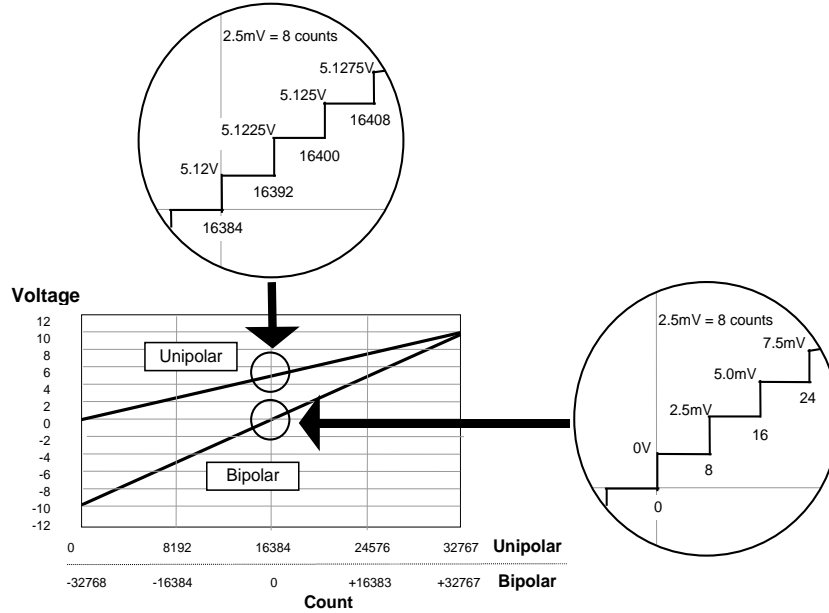 2.5mV = 8 counts
5.1275V
5.125V
16408
5.1225V
16400
5.12V
16392
16384
Voltage
12
10
8
6
4
2
0
-2
-4
-6
-8
-10
-12
Unipolar
Bipolar
2.5mV = 8 counts
7.5mV
5.0mV
24
2.5mV
16
0V
8
0
0 8192 16384 24576 32767 Unipolar
-32768 -16384 0 +16383 +32767 Bipolar
Count